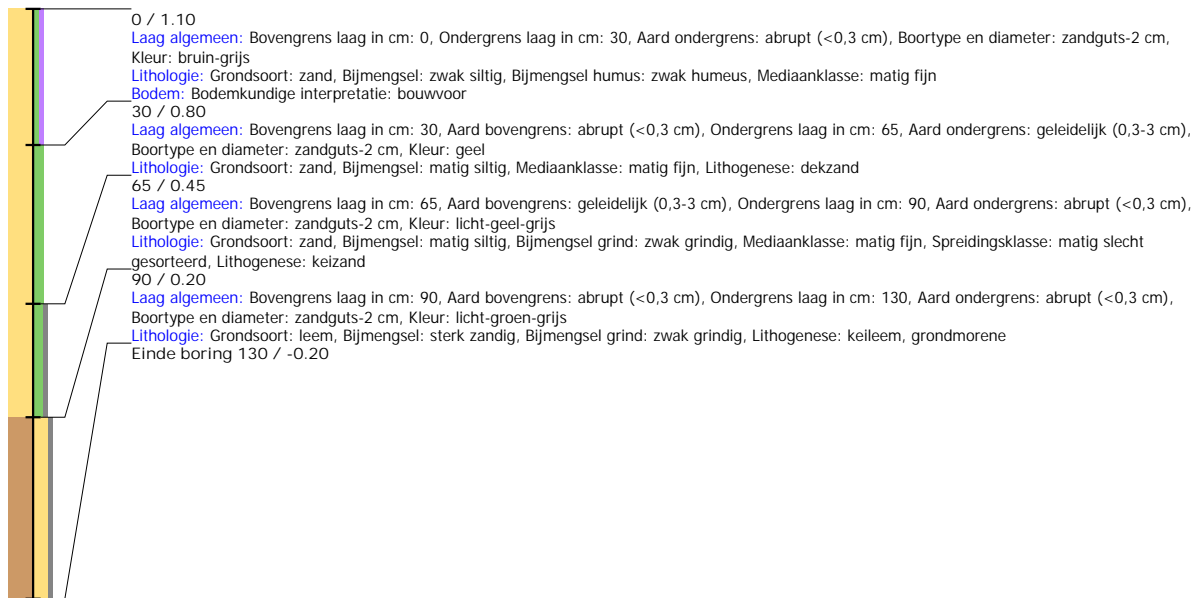 0 / 1.10
Laag algemeen: Bovengrens laag in cm: 0, Ondergrens laag in cm: 30, Aard ondergrens: abrupt (<0,3 cm), Boortype en diameter: zandguts-2 cm,
Kleur: bruin-grijs
Lithologie: Grondsoort: zand, Bijmengsel: zwak siltig, Bijmengsel humus: zwak humeus, Mediaanklasse: matig fijn
Bodem: Bodemkundige interpretatie: bouwvoor
30 / 0.80
Laag algemeen: Bovengrens laag in cm: 30, Aard bovengrens: abrupt (<0,3 cm), Ondergrens laag in cm: 65, Aard ondergrens: geleidelijk (0,3-3 cm),
Boortype en diameter: zandguts-2 cm, Kleur: geel
Lithologie: Grondsoort: zand, Bijmengsel: matig siltig, Mediaanklasse: matig fijn, Lithogenese: dekzand
65 / 0.45
Laag algemeen: Bovengrens laag in cm: 65, Aard bovengrens: geleidelijk (0,3-3 cm), Ondergrens laag in cm: 90, Aard ondergrens: abrupt (<0,3 cm),
Boortype en diameter: zandguts-2 cm, Kleur: licht-geel-grijs
Lithologie: Grondsoort: zand, Bijmengsel: matig siltig, Bijmengsel grind: zwak grindig, Mediaanklasse: matig fijn, Spreidingsklasse: matig slecht
gesorteerd, Lithogenese: keizand
90 / 0.20
Laag algemeen: Bovengrens laag in cm: 90, Aard bovengrens: abrupt (<0,3 cm), Ondergrens laag in cm: 130, Aard ondergrens: abrupt (<0,3 cm),
Boortype en diameter: zandguts-2 cm, Kleur: licht-groen-grijs
Lithologie: Grondsoort: leem, Bijmengsel: sterk zandig, Bijmengsel grind: zwak grindig, Lithogenese: keileem, grondmorene
Einde boring 130 / -0.20